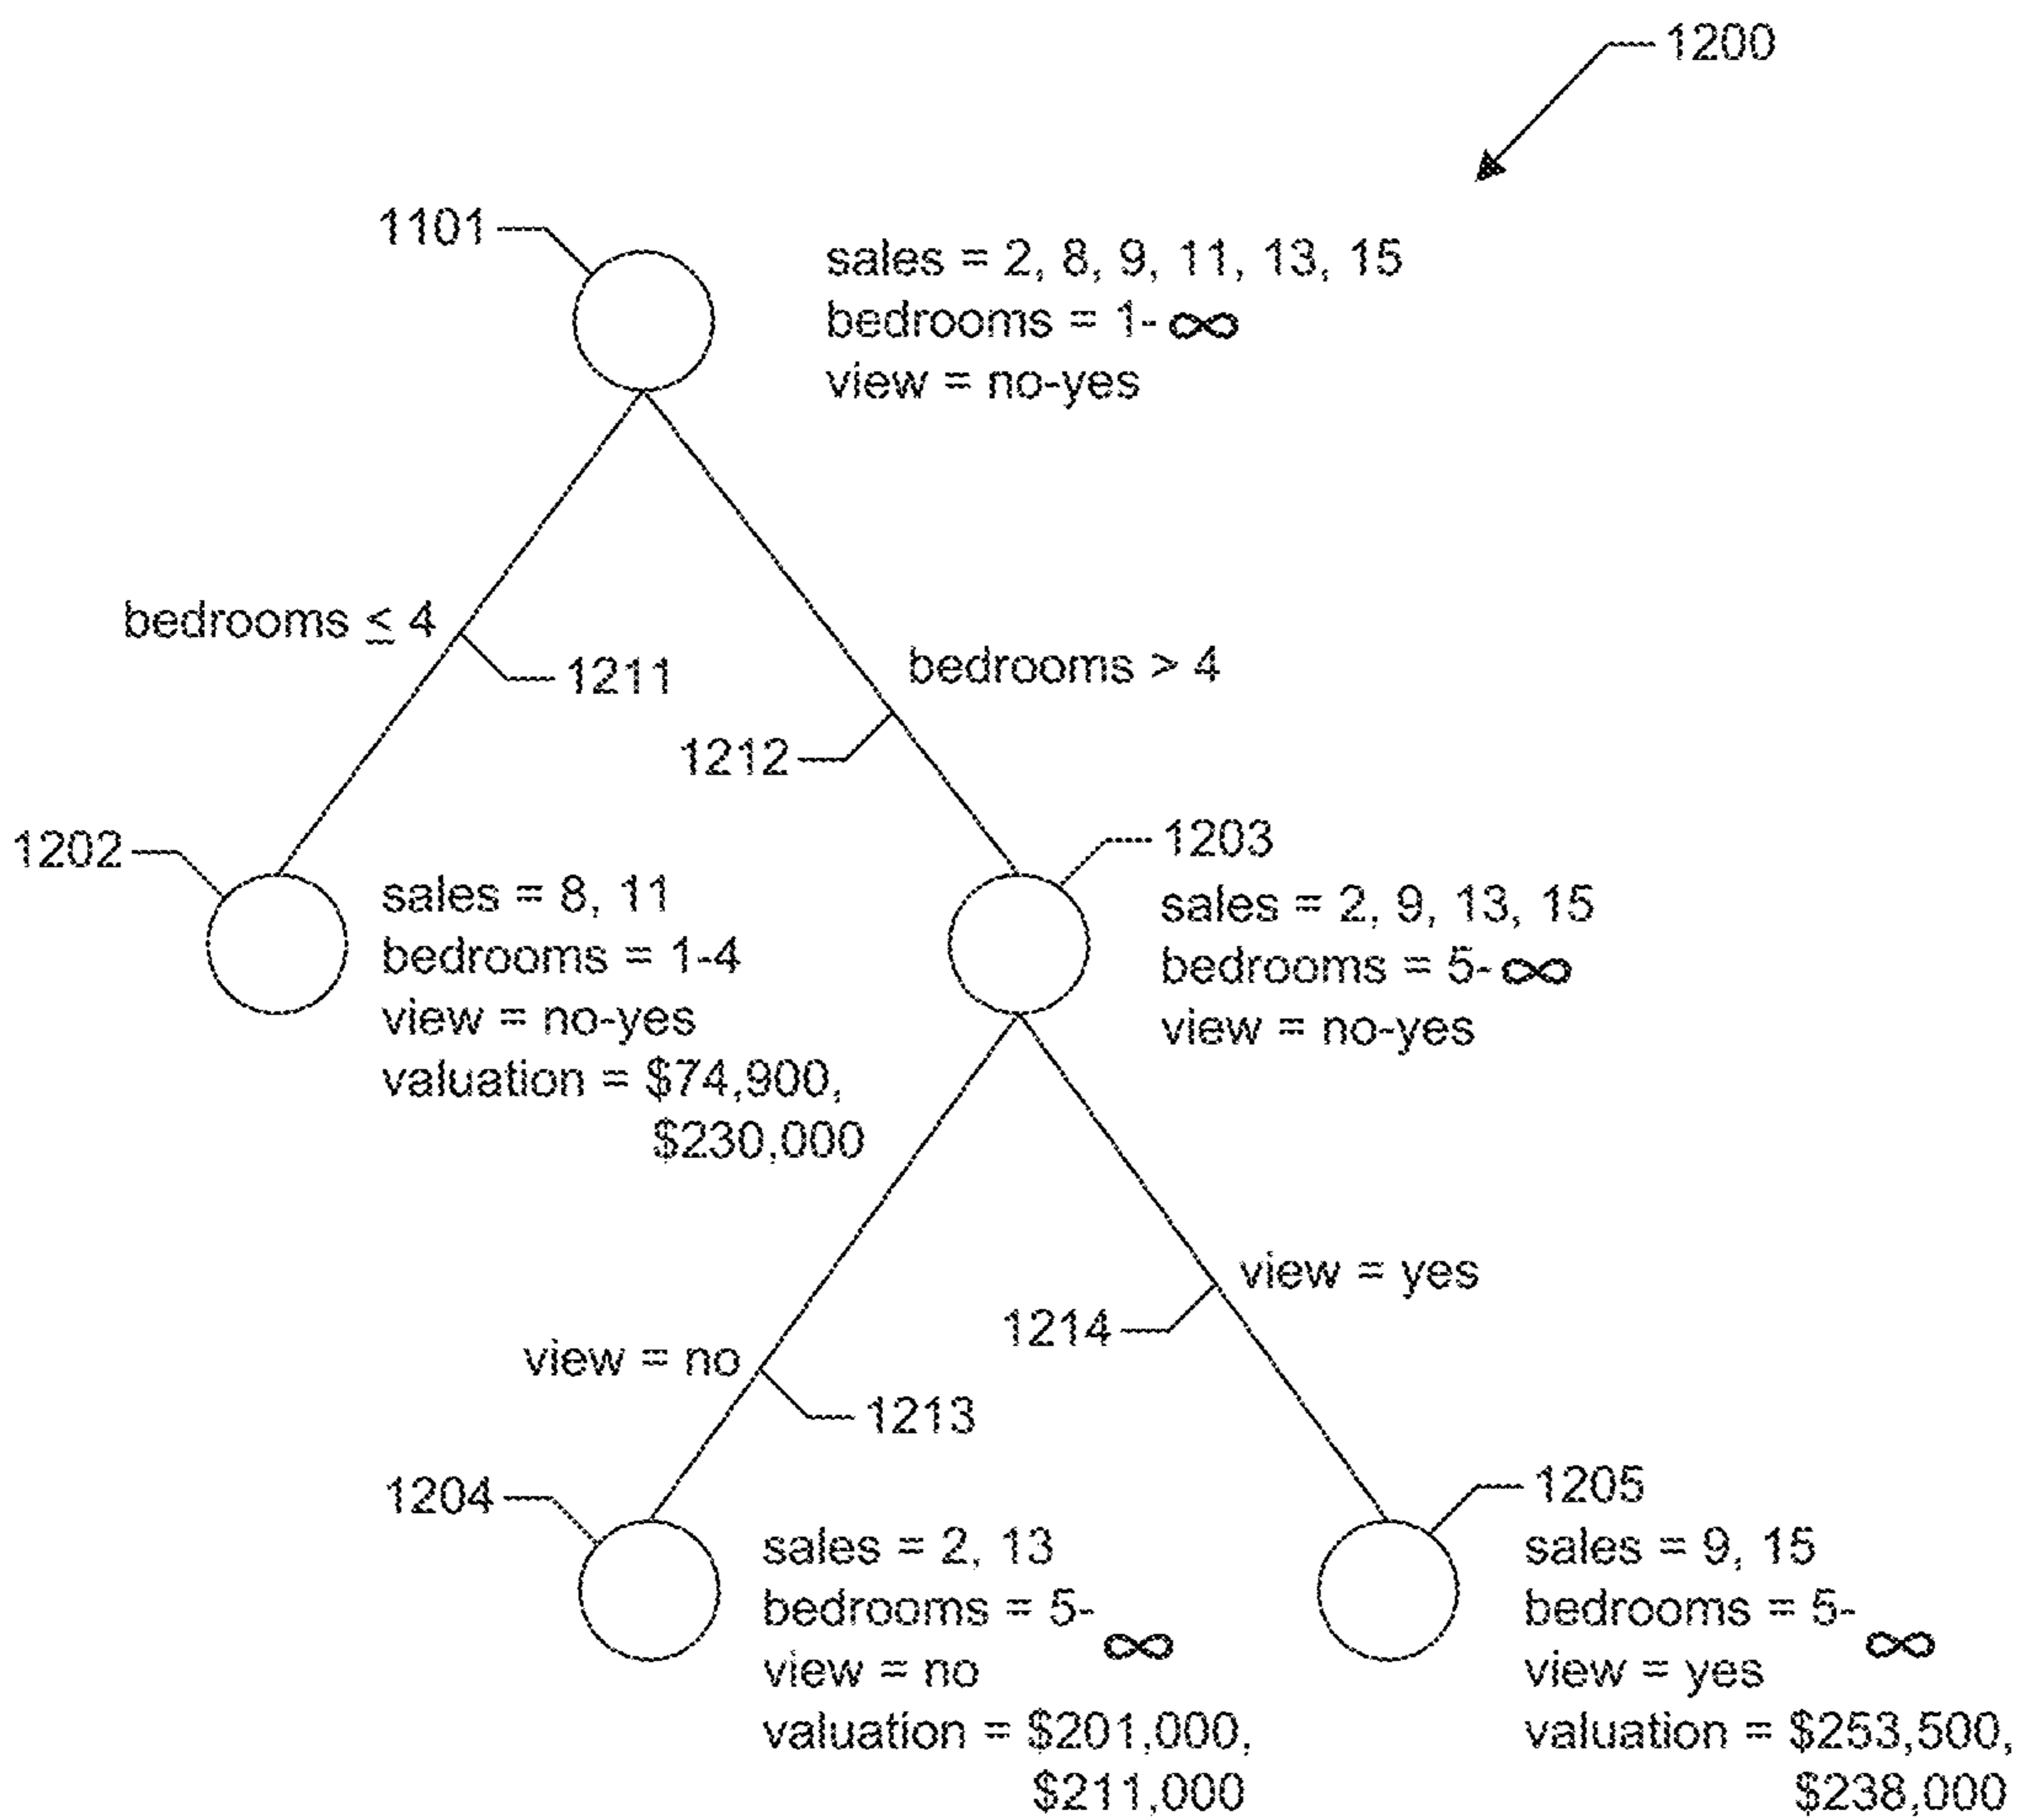 1200
1101
sales = 2, 8, 9, 11, 13, 15
bedrooms = 1-∞
view = no-yes
bedrooms ≤ 4
1211
bedrooms > 4
1212
1202
sales = 8, 11
bedrooms = 1-4
view = no-yes
valuation = $74,900,
$230,000
1203
sales = 2, 9, 13, 15
bedrooms = 5-∞
view = no-yes
view = yes
1214
view = no
1213
1204
sales = 2, 13
bedrooms = 5-∞
view = no
valuation = $201,000,
$211,000
1205
sales = 9, 15
bedrooms = 5-∞
view = yes
valuation = $253,500,
$238,000